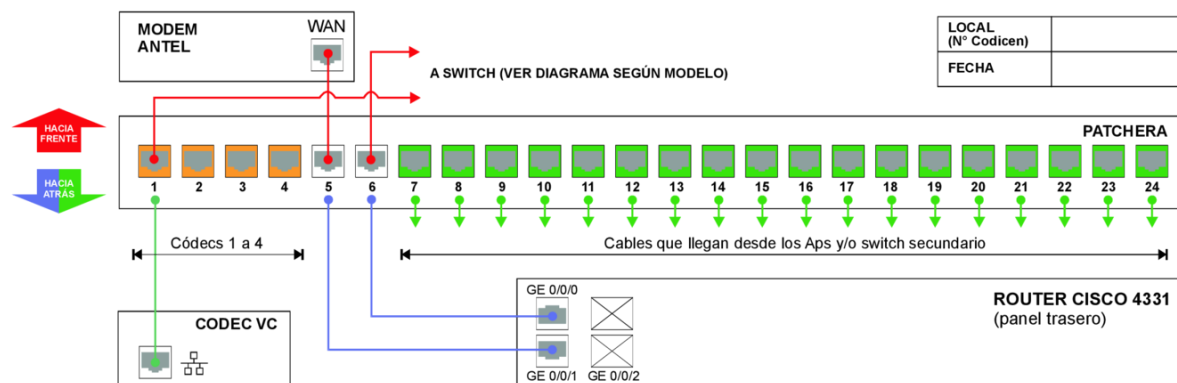 MODEM
ANTEL
WAN
LOCAL
(N° Codicen)
FECHA
A SWITCH (VER DIAGRAMA SEGÚN MODELO)
HACIA
FRENTE
HACIA
ATRÁS
PATCHERA
1 2 3 4 5 6 7 8 9 10 11 12 13 14 15 16 17 18 19 20 21 22 23 24
Códecs 1 a 4
Cables que llegan desde los Aps y/o switch secundario
CODEC VC
GE 0/0/0
ROUTER CISCO 4331
(panel trasero)
GE 0/0/1 GE 0/0/2